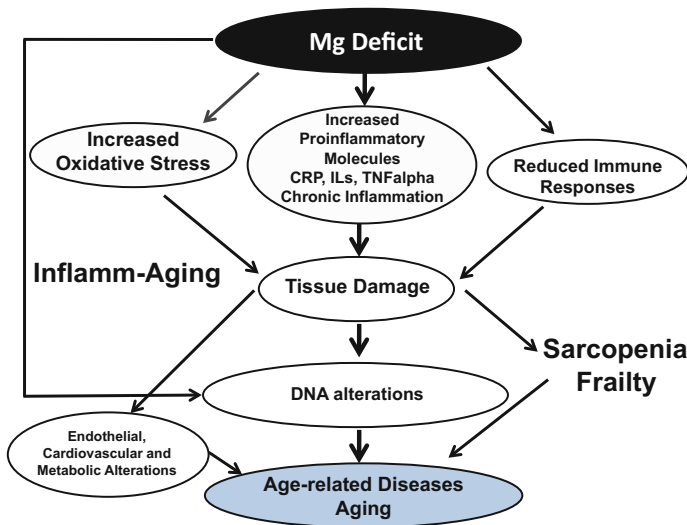 Mg Deficit
Increased
Oxidative Stress
Increased
Proinflammatory
Molecules
CRP, ILs, TNFalpha
Chronic Inflammation
Reduced Immune
Responses
Inflamm-Aging
Tissue Damage
Sarcopenia
Frailty
DNA alterations
Endothelial,
Cardiovascular and
Metabolic Alterations
Age-related Diseases
Aging